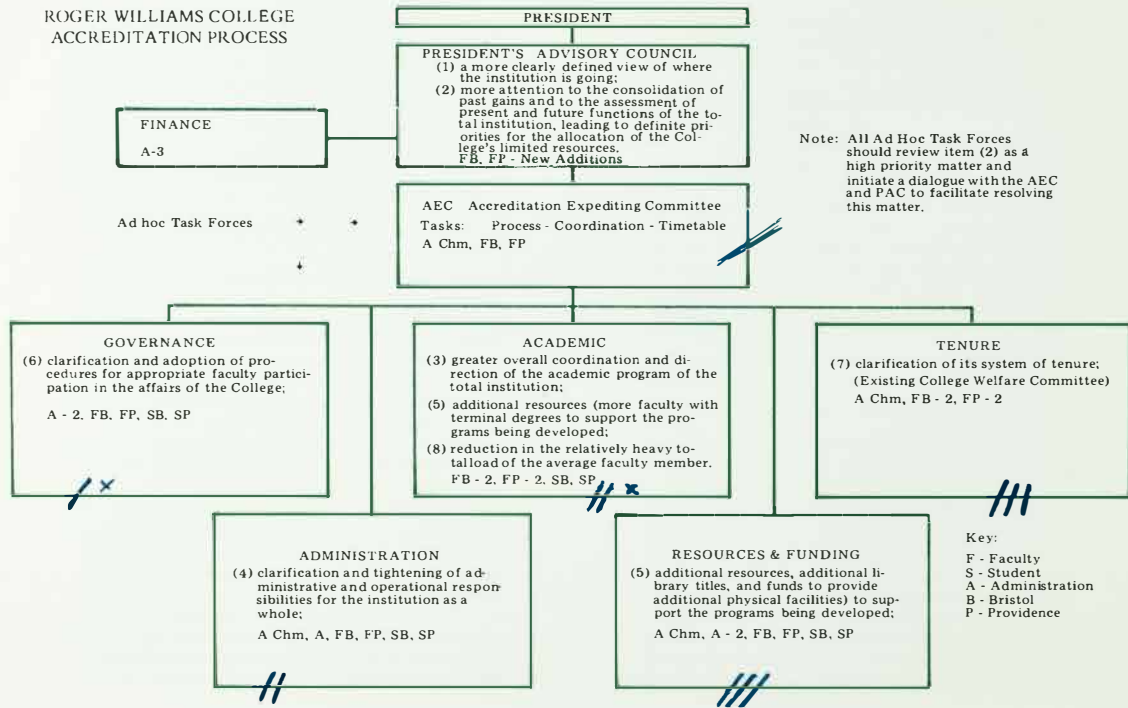 ROGER WILLIAMS COLLEGE
ACCREDITATION PROCESS
PRESIDENT
PRESIDENT'S ADVISORY COUNCIL
(1) a more clearly defined view of where
the institution is going;
(2) more attention to the consolidation of
past gains and to the assessment of
present and future functions of the to-
tal institution, leading to definite pri-
orities for the allocation of the Col-
lege's limited resources.
FB, FP - New Additions
FINANCE
A-3
Note: All Ad Hoc Task Forces
should review item (2) as a
high priority matter and
initiate a dialogue with the AEC
and PAC to facilitate resolving
this matter.
Ad hoc Task Forces
AEC Accreditation Expediting Committee
Tasks: Process - Coordination - Timetable
A Chm, FB, FP
GOVERNANCE
(6) clarification and adoption of pro-
cedures for appropriate faculty partici-
pation in the affairs of the College;
A - 2, FB, FP, SB, SP
ACADEMIC
(3) greater overall coordination and di-
rection of the academic program of the
total institution;
(5) additional resources (more faculty with
terminal degrees to support the pro-
grams being developed;
(8) reduction in the relatively heavy to-
tal load of the average faculty member.
FB - 2, FP - 2, SB, SP
TENURE
(7) clarification of its system of tenure;
(Existing College Welfare Committee)
A Chm, FB - 2, FP - 2
ADMINISTRATION
(4) clarification and tightening of ad-
ministrative and operational respon-
sibilities for the institution as a
whole;
A Chm, A, FB, FP, SB, SP
RESOURCES & FUNDING
(5) additional resources, additional li-
brary titles, and funds to provide
additional physical facilities) to sup-
port the programs being developed;
A Chm, A - 2, FB, FP, SB, SP
Key:
F - Faculty
S - Student
A - Administration
B - Bristol
P - Providence